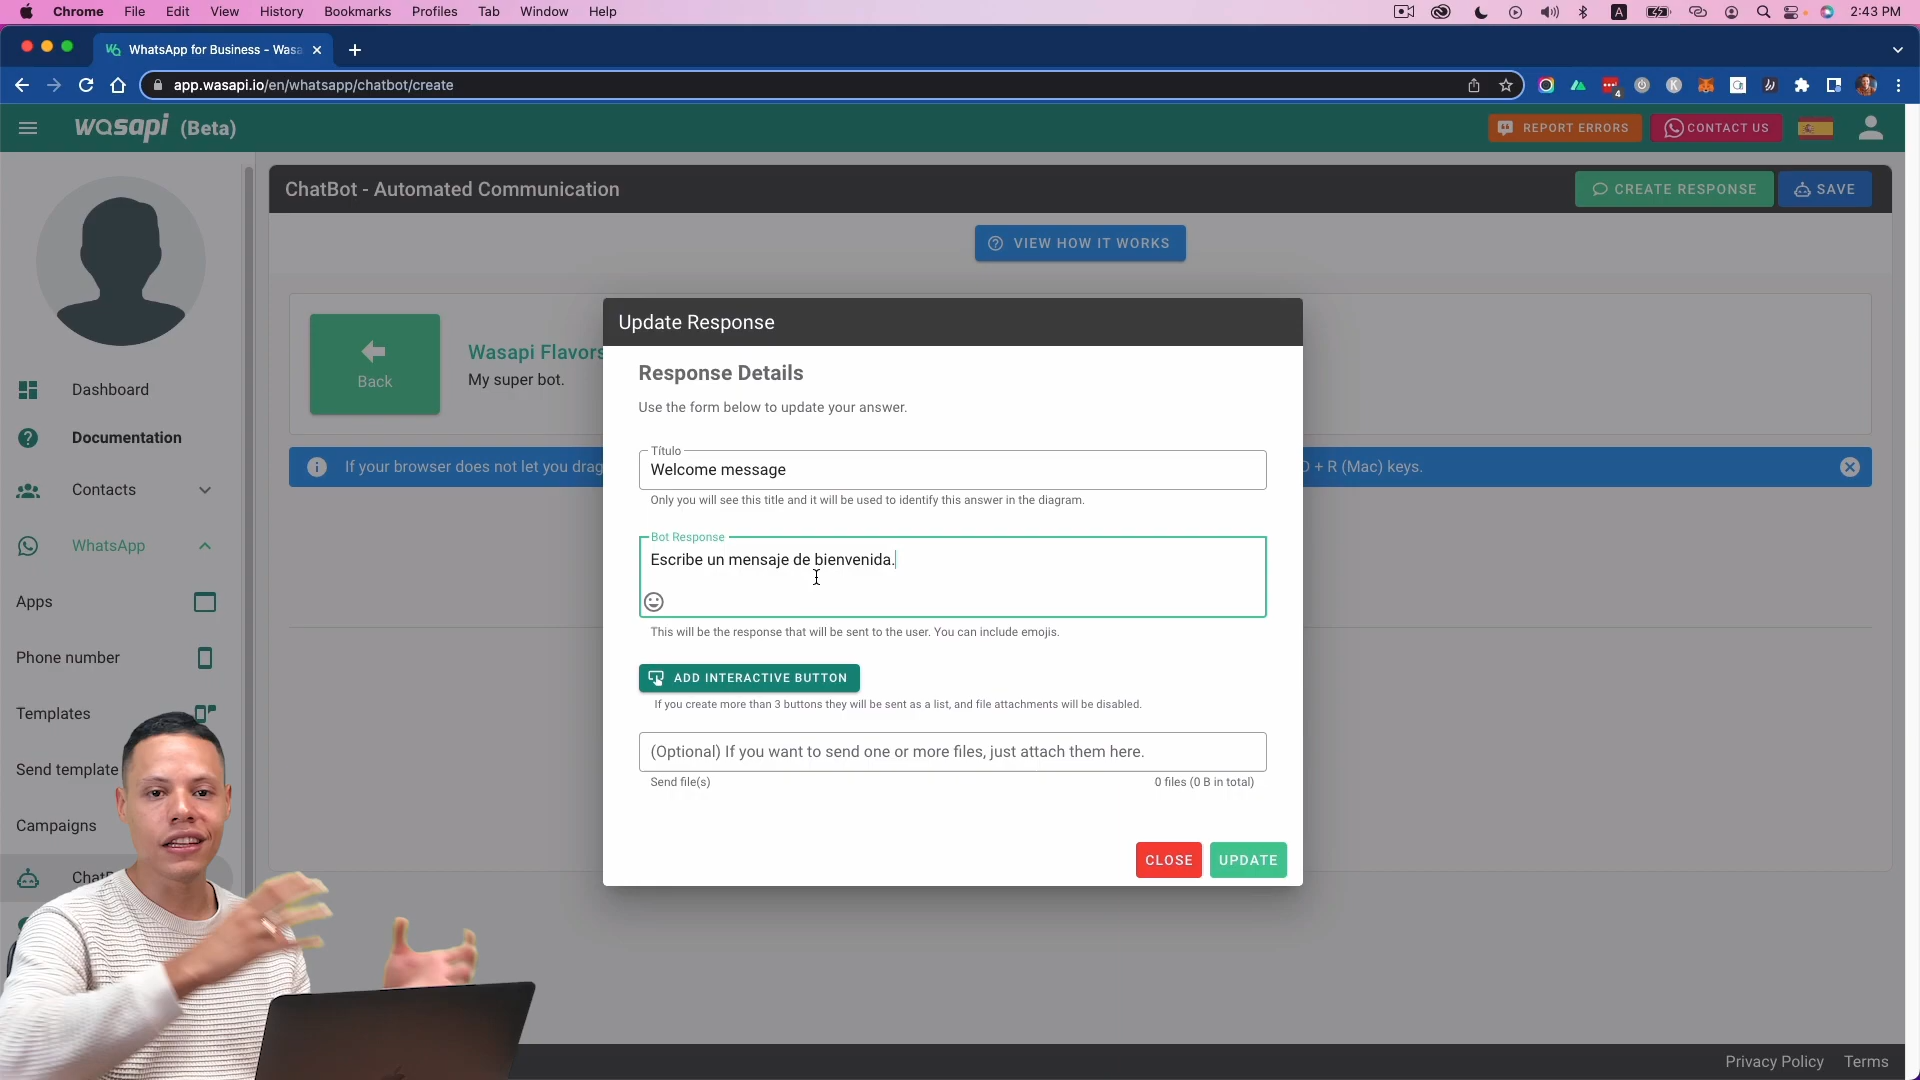 Chrome File Edit View History Bookmarks Profiles Tab Window Help
A
2:43 PM
WhatsApp for Business - Wasa
app.wasapi.io/en/whatsapp/chatbot/create
4
wasapi (Beta)
REPORT ERRORS
CONTACT US
ChatBot - Automated Communication
CREATE RESPONSE
SAVE
VIEW HOW IT WORKS
Back
Wasapi Flavors
My super bot.
If your browser does not let you drag
D + R (Mac) keys.
Dashboard
Documentation
Contacts
WhatsApp
Apps
Phone number
Templates
Send template
Campaigns
ChatB
Update Response
Response Details
Use the form below to update your answer.
Título
Welcome message
Only you will see this title and it will be used to identify this answer in the diagram.
Bot Response
Escribe un mensaje de bienvenida.
This will be the response that will be sent to the user. You can include emojis.
ADD INTERACTIVE BUTTON
If you create more than 3 buttons they will be sent as a list, and file attachments will be disabled.
(Optional) If you want to send one or more files, just attach them here.
Send file(s)
0 files (0 B in total)
CLOSE
UPDATE
Privacy Policy
Terms